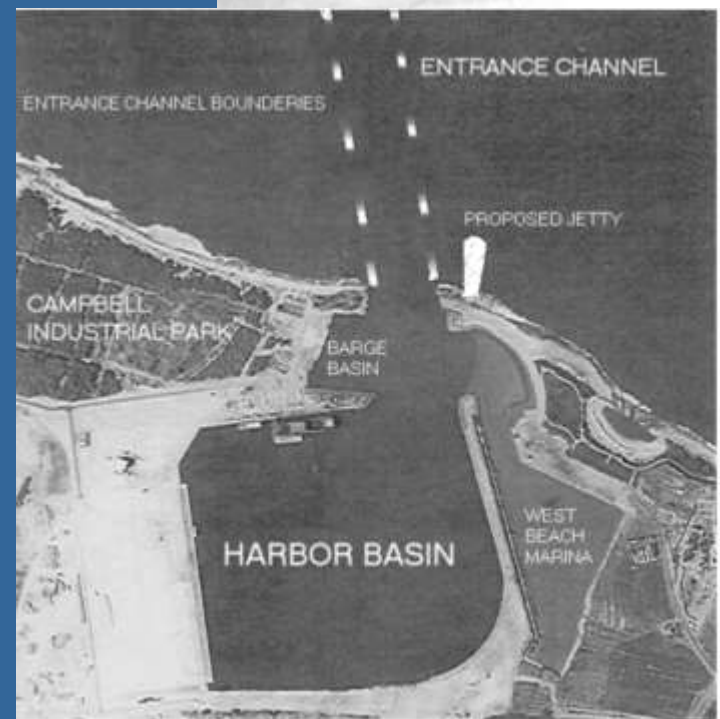 ENTRANCE CHANNEL
ENTRANCE CHANNEL BOUNDERIES
PROPOSED JETTY
CAMPBELL
INDUSTRIAL PARK
BARGE
BASIN
WEST
BEACH
MARINA
HARBOR BASIN